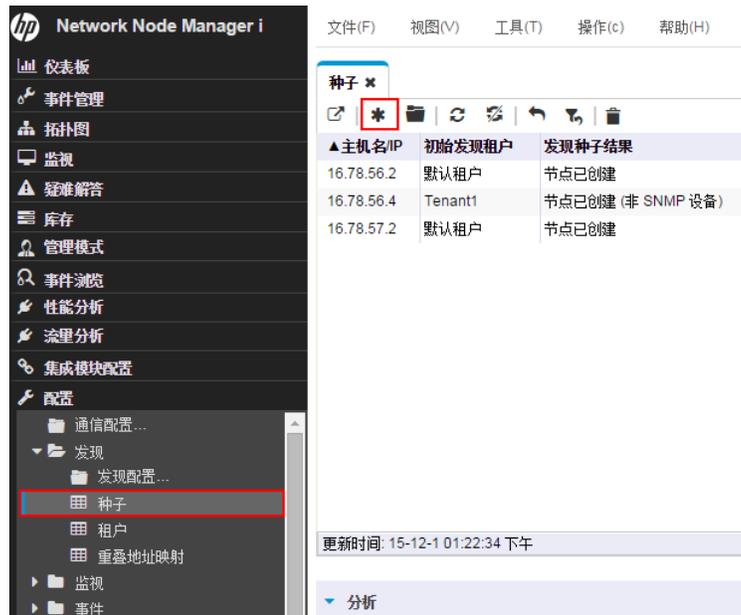 hp Network Node Manager i
文件(F) 视图(V) 工具(T) 操作(c) 帮助(H)
仪表板
事件管理
拓扑图
监视
疑难解答
库存
管理模式
事件浏览
性能分析
流里分析
集成模块配置
配置
通信配置...
发现
发现配置...
种子
租户
重叠地址映射
监视
事件
种子 ✖
▲主机名/IP 初始发现租户 发现种子结果
16.78.56.2 默认租户 节点已创建
16.78.56.4 Tenant1 节点已创建 (非 SNMP 设备)
16.78.57.2 默认租户 节点已创建
更新时间: 15-12-1 01:22:34 下午
分析